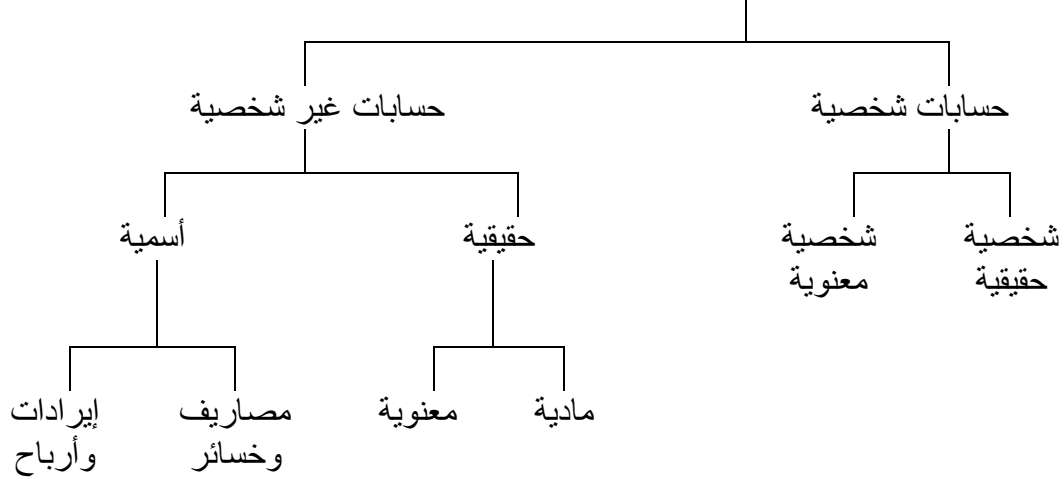 حسابات شخصية
حسابات غير شخصية
شخصية
حقيقية
شخصية
معنوية
حقيقية
أسمية
مادية
معنوية
مصاريف
وخسائر
إيرادات
وأرباح